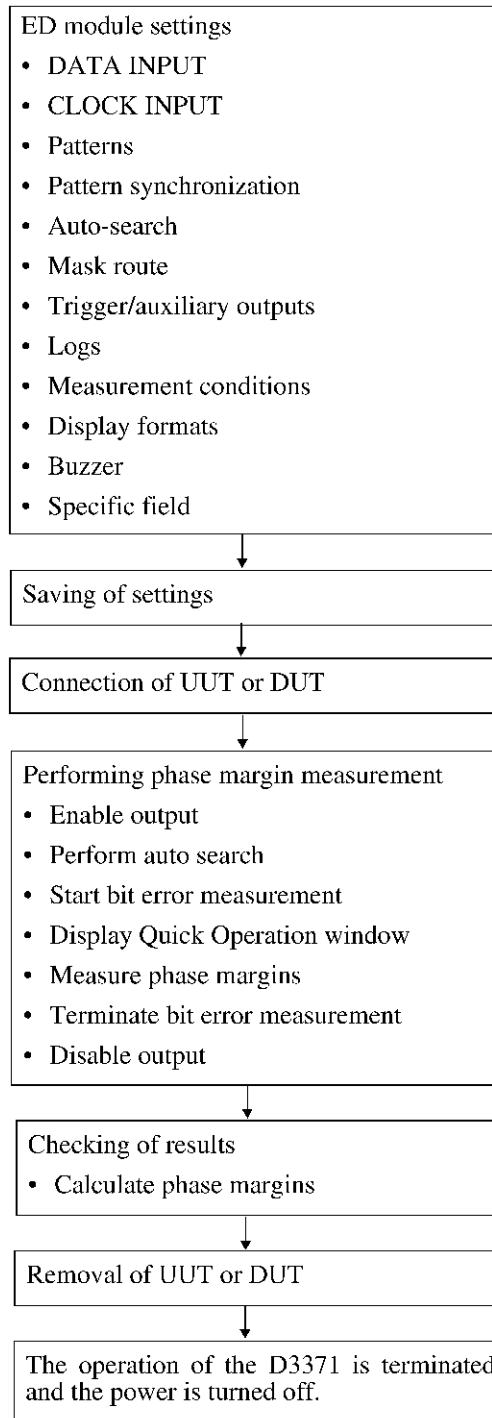 ED module settings
• DATA INPUT
• CLOCK INPUT
• Patterns
• Pattern synchronization
• Auto-search
• Mask route
• Trigger/auxiliary outputs
• Logs
• Measurement conditions
• Display formats
• Buzzer
• Specific field
Saving of settings
Connection of UUT or DUT
Performing phase margin measurement
• Enable output
• Perform auto search
• Start bit error measurement
• Display Quick Operation window
• Measure phase margins
• Terminate bit error measurement
• Disable output
Checking of results
• Calculate phase margins
Removal of UUT or DUT
The operation of the D3371 is terminated
and the power is turned off.